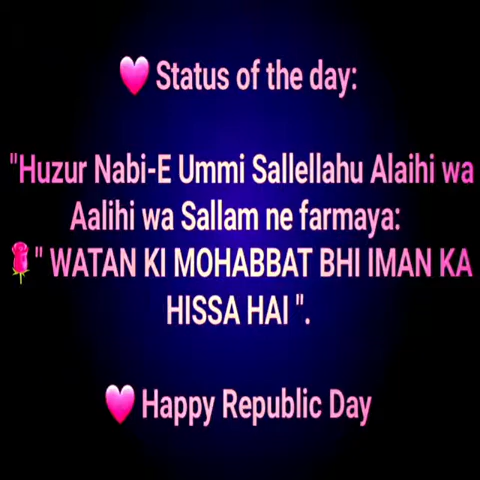 🩷 Status of the day:
"Huzur Nabi-E Ummi Sallellahu Alaihi wa
Aalihi wa Sallam ne farmaya:
🌹" WATAN KI MOHABBAT BHI IMAN KA
HISSA HAI ".
🩷 Happy Republic Day